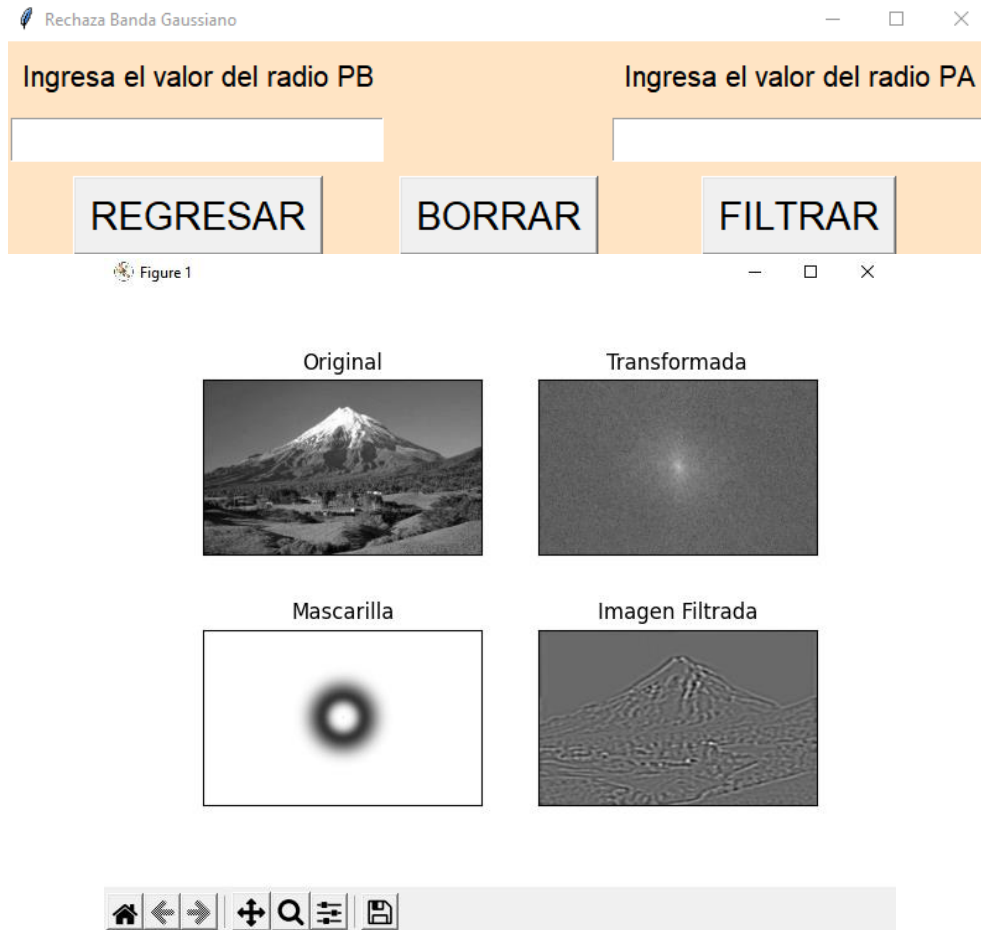 Rechaza Banda Gaussiano
Ingresa el valor del radio PB
Ingresa el valor del radio PA
REGRESAR
BORRAR
FILTRAR
Figure 1
Original
Transformada
Mascarilla
Imagen Filtrada